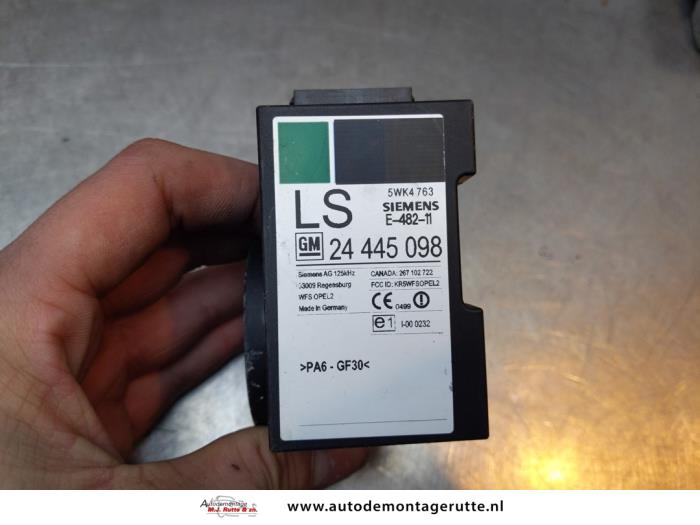 5WK4 763
LS SIEMENS
E-482-11
GM 24 445 098
Siemens AG 125kHz CANADA: 267 102 722
93009 Regensburg FCC ID: KR5WFSOPEL2
WFS OPEL2 CE 0499
Made in Germany
e1 I-00 0232
>PA6 - GF30<
Autodemontage
M.J. Rutte & zn.
www.autodemontagerutte.nl